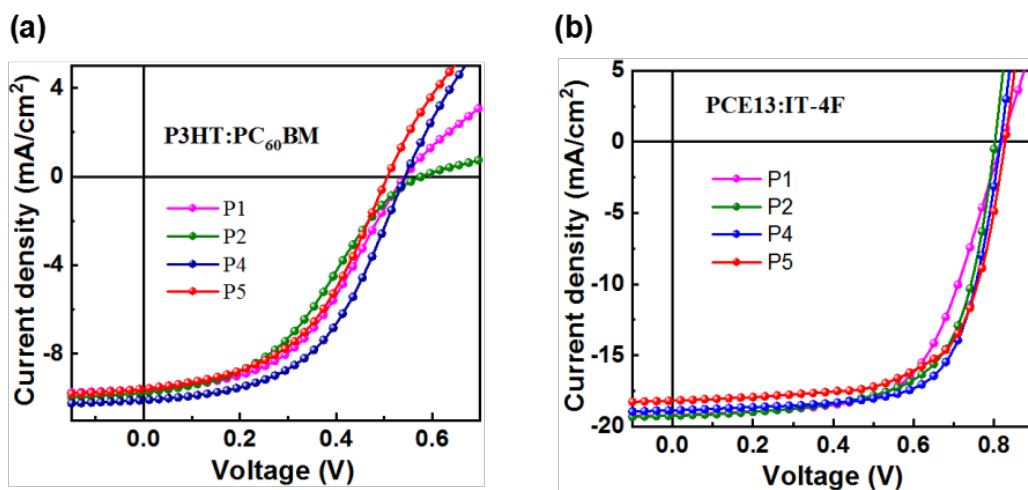 (a)
Current density (mA/cm²)
4
0
-4
-8
P3HT:PC₆₀BM
P1
P2
P4
P5
0.0 0.2 0.4 0.6
Voltage (V)
(b)
Current density (mA/cm²)
5
0
-5
-10
-15
-20
PCE13:IT-4F
P1
P2
P4
P5
0.0 0.2 0.4 0.6 0.8
Voltage (V)